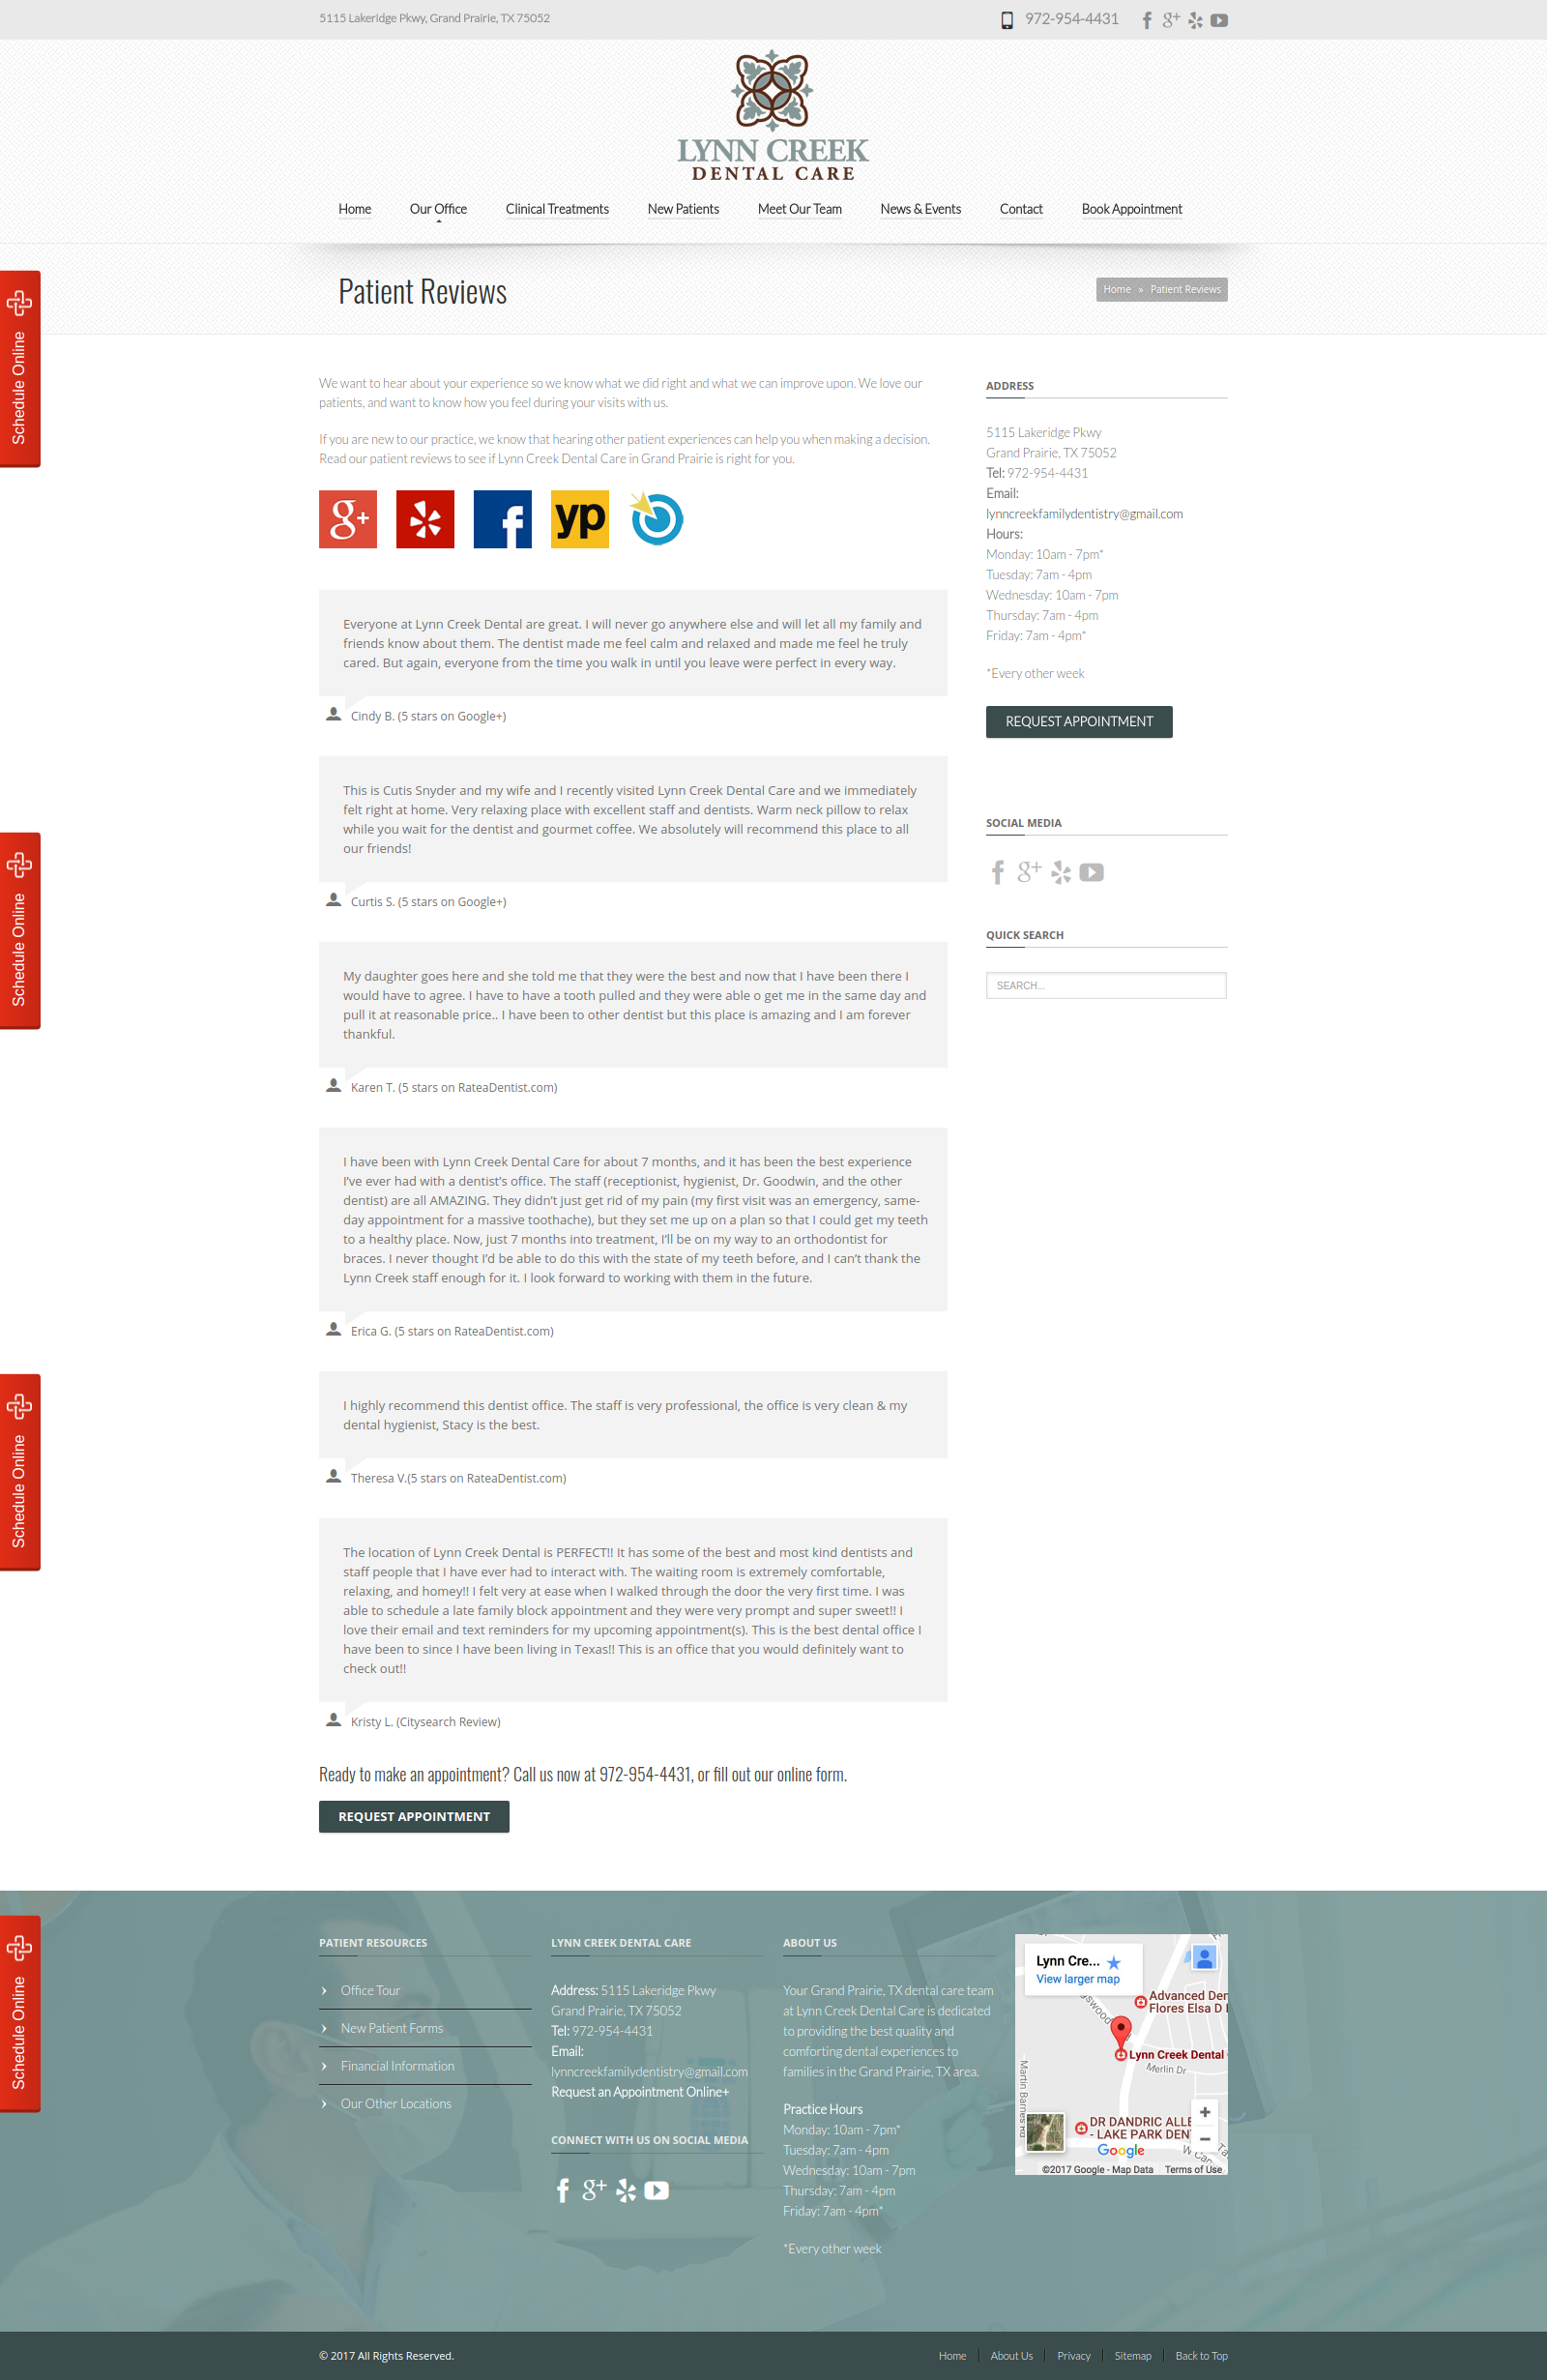 5115 Lakeridge Pkwy, Grand Prairie, TX 75052
972-954-4431
LYNN CREEK
DENTAL CARE
Home
Our Office
Clinical Treatments
New Patients
Meet Our Team
News & Events
Contact
Book Appointment
Patient Reviews
Home » Patient Reviews
Schedule Online
We want to hear about your experience so we know what we did right and what we can improve upon. We love our
patients, and want to know how you feel during your visits with us.
If you are new to our practice, we know that hearing other patient experiences can help you when making a decision.
Read our patient reviews to see if Lynn Creek Dental Care in Grand Prairie is right for you.
g+
f
yp
Everyone at Lynn Creek Dental are great. I will never go anywhere else and will let all my family and
friends know about them. The dentist made me feel calm and relaxed and made me feel he truly
cared. But again, everyone from the time you walk in until you leave were perfect in every way.
Cindy B. (5 stars on Google+)
Schedule Online
This is Cutis Snyder and my wife and I recently visited Lynn Creek Dental Care and we immediately
felt right at home. Very relaxing place with excellent staff and dentists. Warm neck pillow to relax
while you wait for the dentist and gourmet coffee. We absolutely will recommend this place to all
our friends!
Curtis S. (5 stars on Google+)
My daughter goes here and she told me that they were the best and now that I have been there I
would have to agree. I have to have a tooth pulled and they were able o get me in the same day and
pull it at reasonable price.. I have been to other dentist but this place is amazing and I am forever
thankful.
Karen T. (5 stars on RateaDentist.com)
I have been with Lynn Creek Dental Care for about 7 months, and it has been the best experience
I've ever had with a dentist's office. The staff (receptionist, hygienist, Dr. Goodwin, and the other
dentist) are all AMAZING. They didn't just get rid of my pain (my first visit was an emergency, same-
day appointment for a massive toothache), but they set me up on a plan so that I could get my teeth
to a healthy place. Now, just 7 months into treatment, I'll be on my way to an orthodontist for
braces. I never thought I'd be able to do this with the state of my teeth before, and I can't thank the
Lynn Creek staff enough for it. I look forward to working with them in the future.
Erica G. (5 stars on RateaDentist.com)
Schedule Online
I highly recommend this dentist office. The staff is very professional, the office is very clean & my
dental hygienist, Stacy is the best.
Theresa V.(5 stars on RateaDentist.com)
The location of Lynn Creek Dental is PERFECT!! It has some of the best and most kind dentists and
staff people that I have ever had to interact with. The waiting room is extremely comfortable,
relaxing, and homey!! I felt very at ease when I walked through the door the very first time. I was
able to schedule a late family block appointment and they were very prompt and super sweet!! I
love their email and text reminders for my upcoming appointment(s). This is the best dental office I
have been to since I have been living in Texas!! This is an office that you would definitely want to
check out!!
Kristy L. (Citysearch Review)
Ready to make an appointment? Call us now at 972-954-4431, or fill out our online form.
REQUEST APPOINTMENT
ADDRESS
5115 Lakeridge Pkwy
Grand Prairie, TX 75052
Tel: 972-954-4431
Email:
lynncreekfamilydentistry@gmail.com
Hours:
Monday: 10am - 7pm*
Tuesday: 7am - 4pm
Wednesday: 10am - 7pm
Thursday: 7am - 4pm
Friday: 7am - 4pm*
*Every other week
REQUEST APPOINTMENT
SOCIAL MEDIA
QUICK SEARCH
SEARCH...
Schedule Online
PATIENT RESOURCES
Office Tour
New Patient Forms
Financial Information
Our Other Locations
LYNN CREEK DENTAL CARE
Address: 5115 Lakeridge Pkwy
Grand Prairie, TX 75052
Tel: 972-954-4431
Email:
lynncreekfamilydentistry@gmail.com
Request an Appointment Online+
CONNECT WITH US ON SOCIAL MEDIA
ABOUT US
Your Grand Prairie, TX dental care team
at Lynn Creek Dental Care is dedicated
to providing the best quality and
comforting dental experiences to
families in the Grand Prairie, TX area.
Practice Hours
Monday: 10am - 7pm*
Tuesday: 7am - 4pm
Wednesday: 10am - 7pm
Thursday: 7am - 4pm
Friday: 7am - 4pm*
*Every other week
Lynn Cre...
View larger map
Advanced Den
Flores Elsa D
Lynn Creek Dental
Merlin Dr
Martin Barnes Rd
DR DANDRIC ALLE
- LAKE PARK DENT
Google
©2017 Google - Map Data
Terms of Use
© 2017 All Rights Reserved.
Home
About Us
Privacy
Sitemap
Back to Top